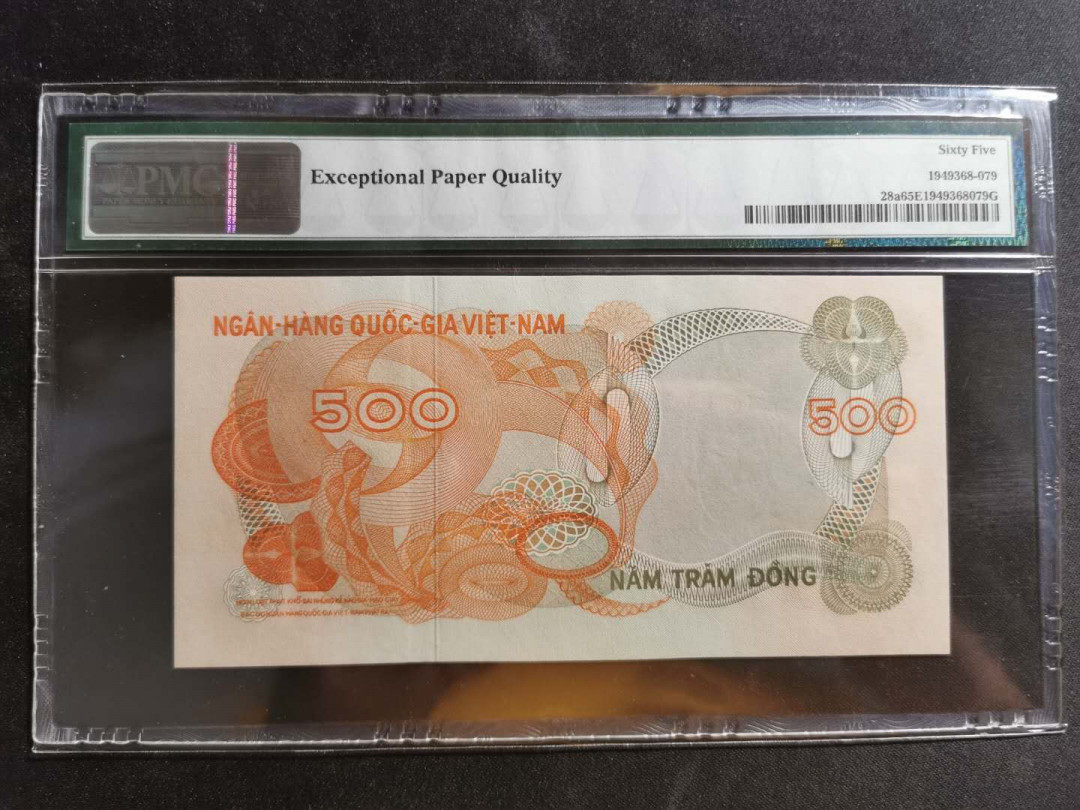 PMG
Exceptional Paper Quality
Sixty Five
1949368-079
28a65E1949368079G
NGÂN-HÀNG QUỐC-GIA VIỆT-NAM
500
500
NĂM TRĂM ĐỒNG